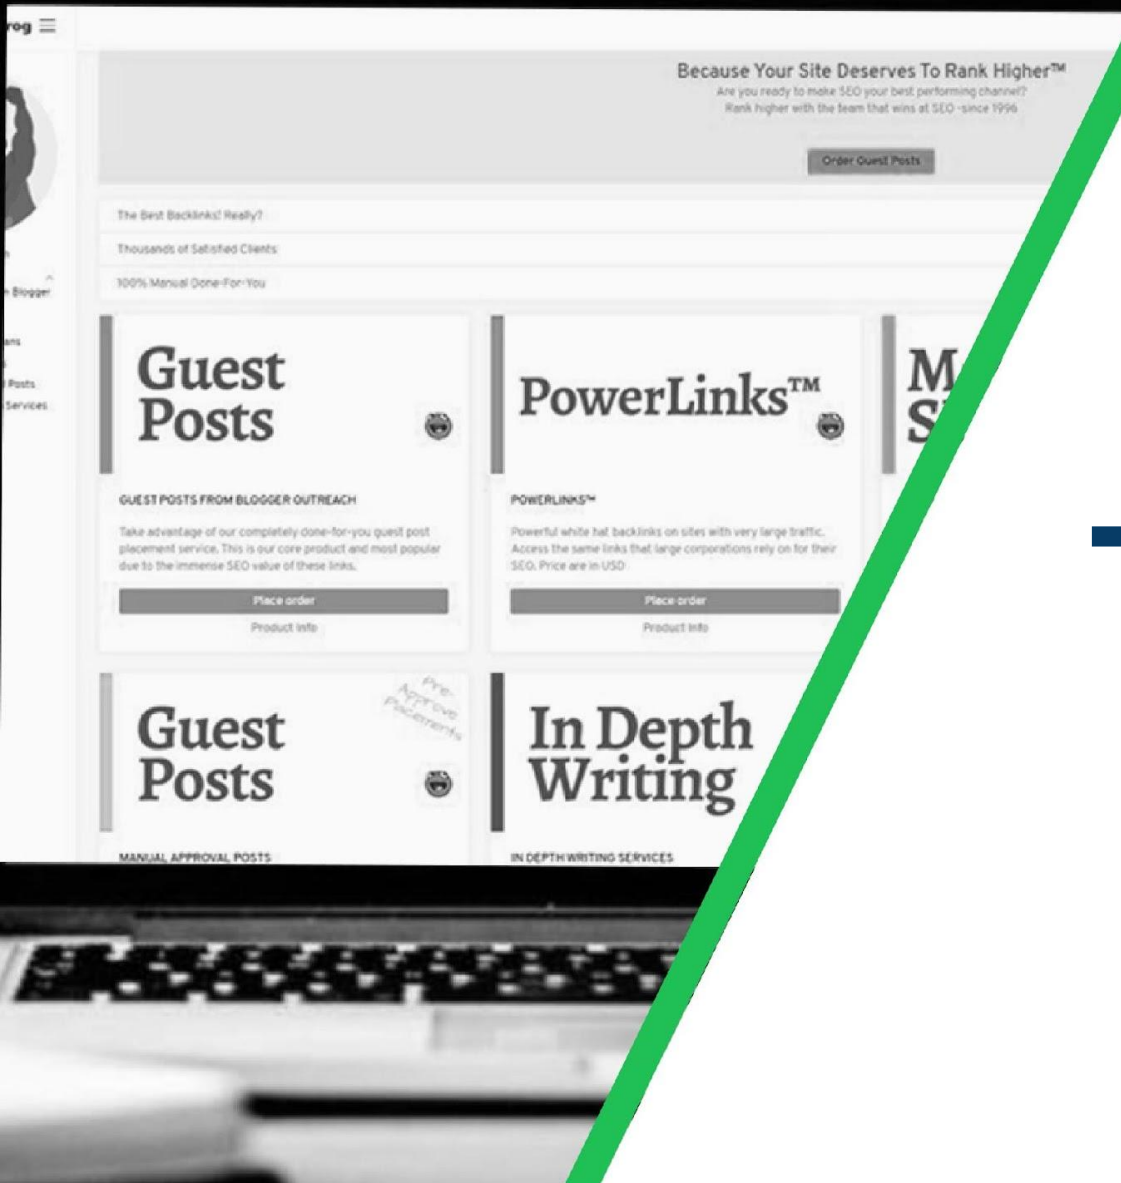 rog
Because Your Site Deserves To Rank Higher™
Are you ready to make SEO your best performing channel?
Rank higher with the team that wins at SEO -since 1996
Order Guest Posts
The Best Backlinks! Really?
Thousands of Satisfied Clients
100% Manual Done-For-You
Blogger
Posts
Services
Guest
Posts
GUEST POSTS FROM BLOGGER OUTREACH
Take advantage of our completely done-for-you guest post
placement service. This is our core product and most popular
due to the immense SEO value of these links.
Place order
Product Info
PowerLinks™
POWERLINKS™
Powerful white hat backlinks on sites with very large traffic.
Access the same links that large corporations rely on for their
SEO. Price are in USD
Place order
Product Info
M
S
Guest
Posts
Pre-
Approve
Placements
MANUAL APPROVAL POSTS
In Depth
Writing
IN DEPTH WRITING SERVICES